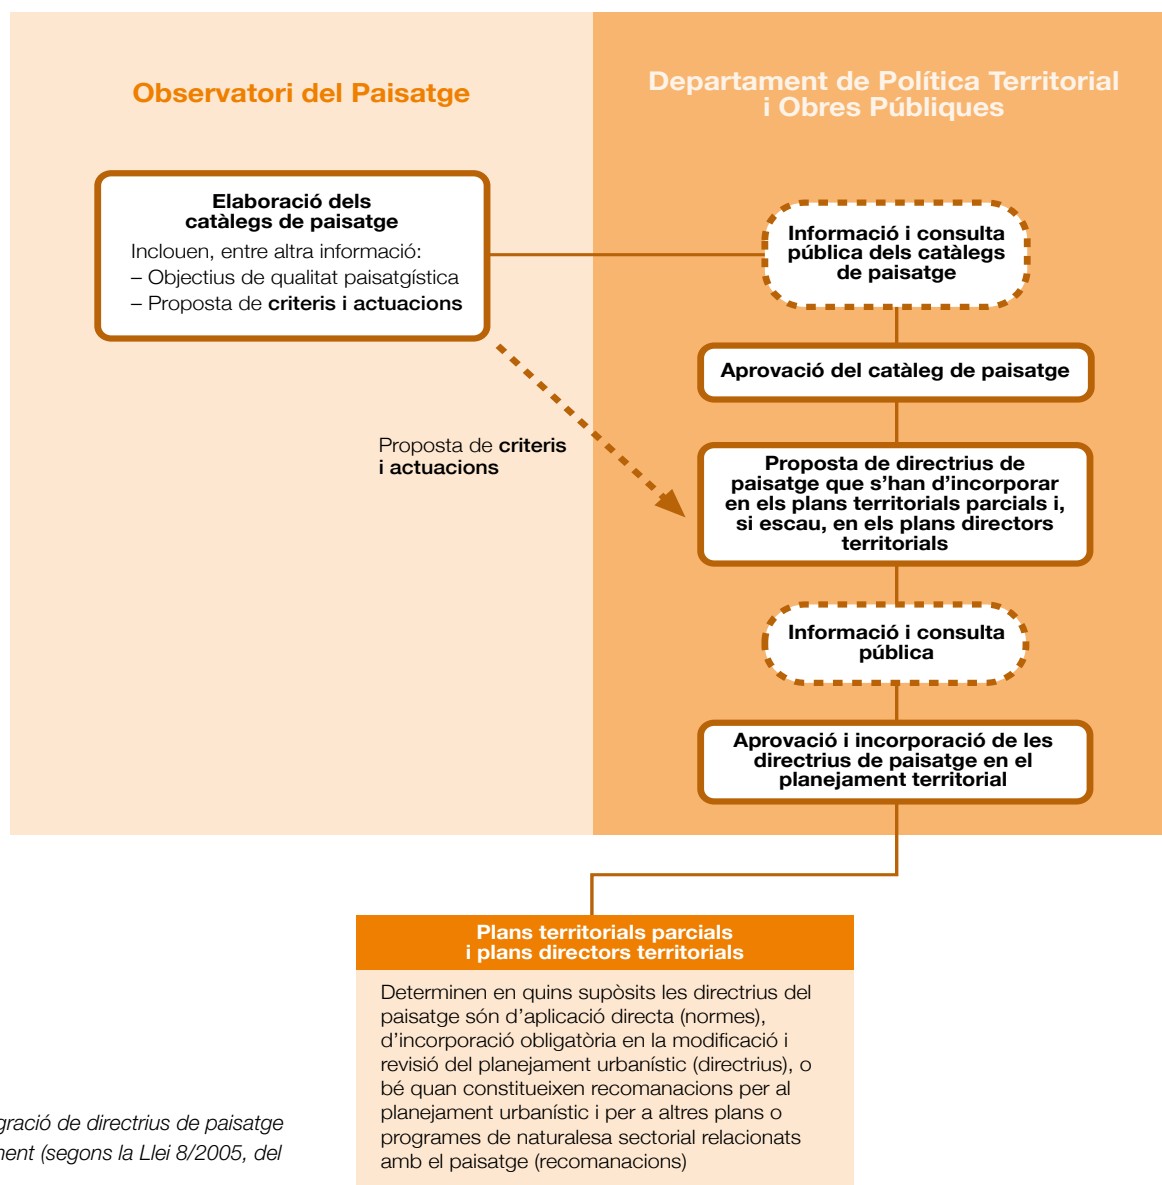 Observatori del Paisatge
Departament de Política Territorial
i Obres Públiques
Elaboració dels
catàlegs de paisatge
Inclouen, entre altra informació:
– Objectius de qualitat paisatgística
– Proposta de criteris i actuacions
Informació i consulta
pública dels catàlegs
de paisatge
Aprovació del catàleg de paisatge
Proposta de criteris
i actuacions
Proposta de directrius de
paisatge que s’han d’incorporar
en els plans territorials parcials i,
si escau, en els plans directors
territorials
Informació i consulta
pública
Aprovació i incorporació de les
directrius de paisatge en el
planejament territorial
Plans territorials parcials
i plans directors territorials
Determinen en quins supòsits les directrius del
paisatge són d’aplicació directa (normes),
d’incorporació obligatòria en la modificació i
revisió del planejament urbanístic (directrius), o
bé quan constitueixen recomanacions per al
planejament urbanístic i per a altres plans o
programes de naturalesa sectorial relacionats
amb el paisatge (recomanacions)
gració de directrius de paisatge
ment (segons la Llei 8/2005, del